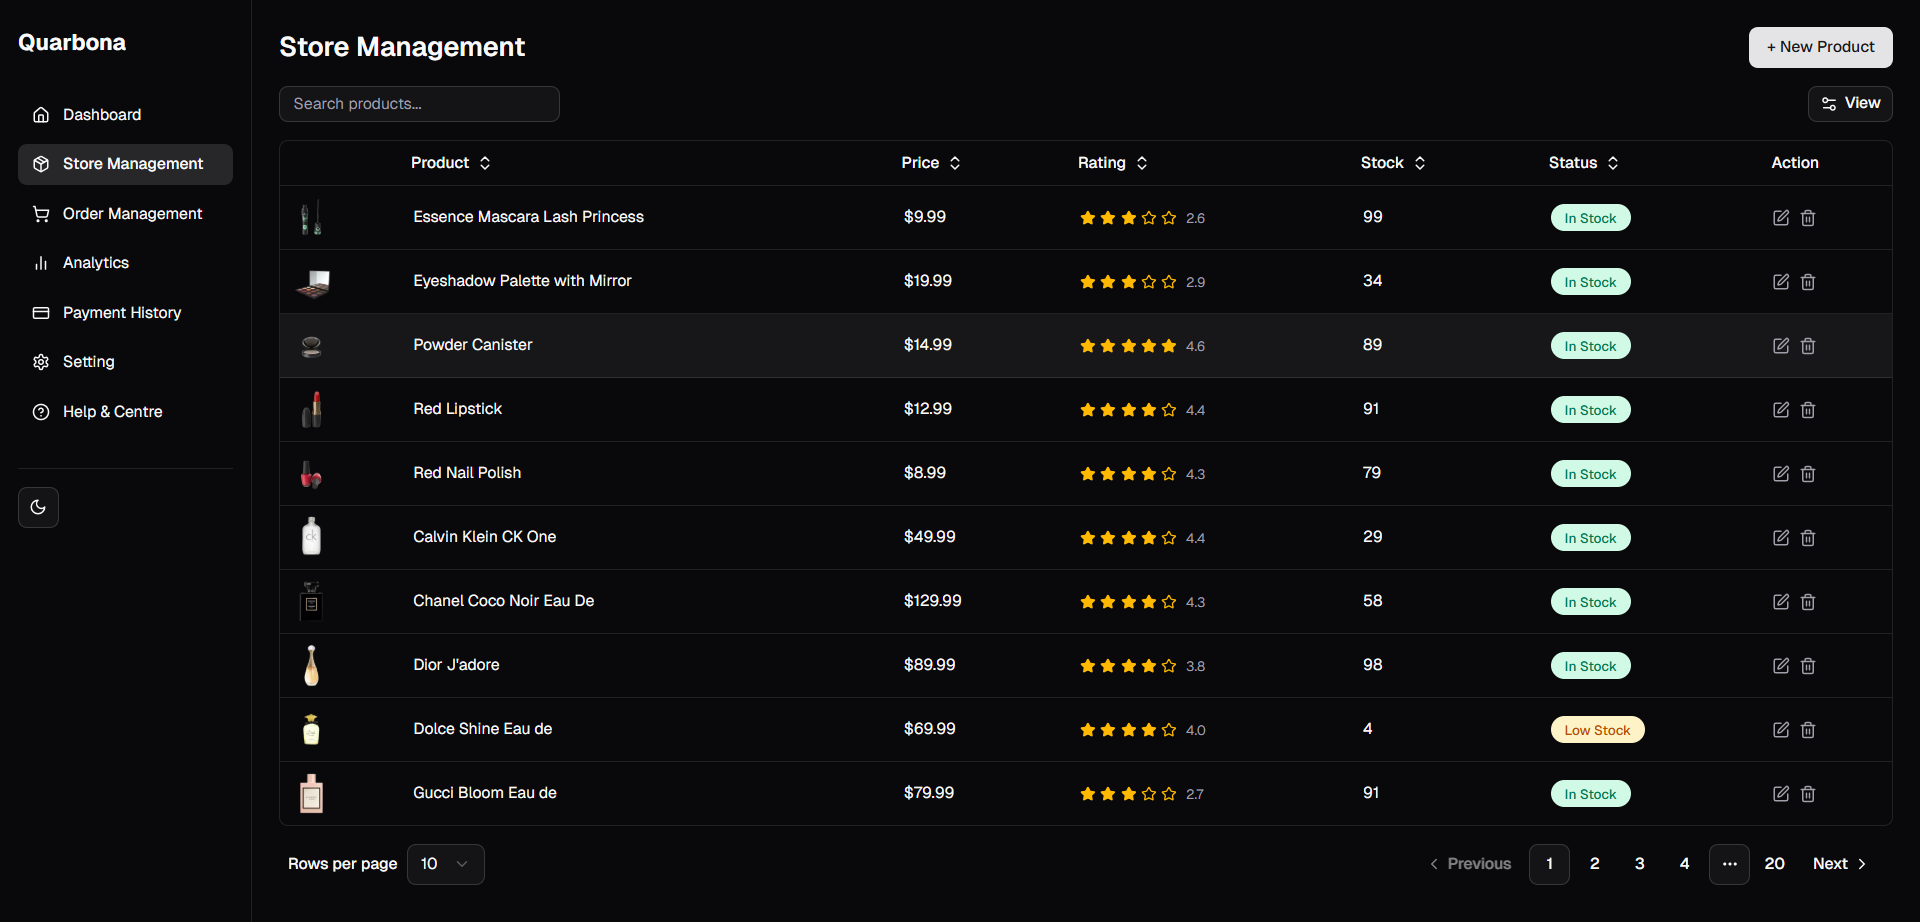 Quarbona
Dashboard
Store Management
Order Management
Analytics
Payment History
Setting
Help & Centre
Store Management
+ New Product
Search products...
View
Product Price Rating Stock Status Action
Essence Mascara Lash Princess $9.99 2.6 99 In Stock
Eyeshadow Palette with Mirror $19.99 2.9 34 In Stock
Powder Canister $14.99 4.6 89 In Stock
Red Lipstick $12.99 4.4 91 In Stock
Red Nail Polish $8.99 4.3 79 In Stock
Calvin Klein CK One $49.99 4.4 29 In Stock
Chanel Coco Noir Eau De $129.99 4.3 58 In Stock
Dior J'adore $89.99 3.8 98 In Stock
Dolce Shine Eau de $69.99 4.0 4 Low Stock
Gucci Bloom Eau de $79.99 2.7 91 In Stock
Rows per page 10 Previous 1 2 3 4 ... 20 Next